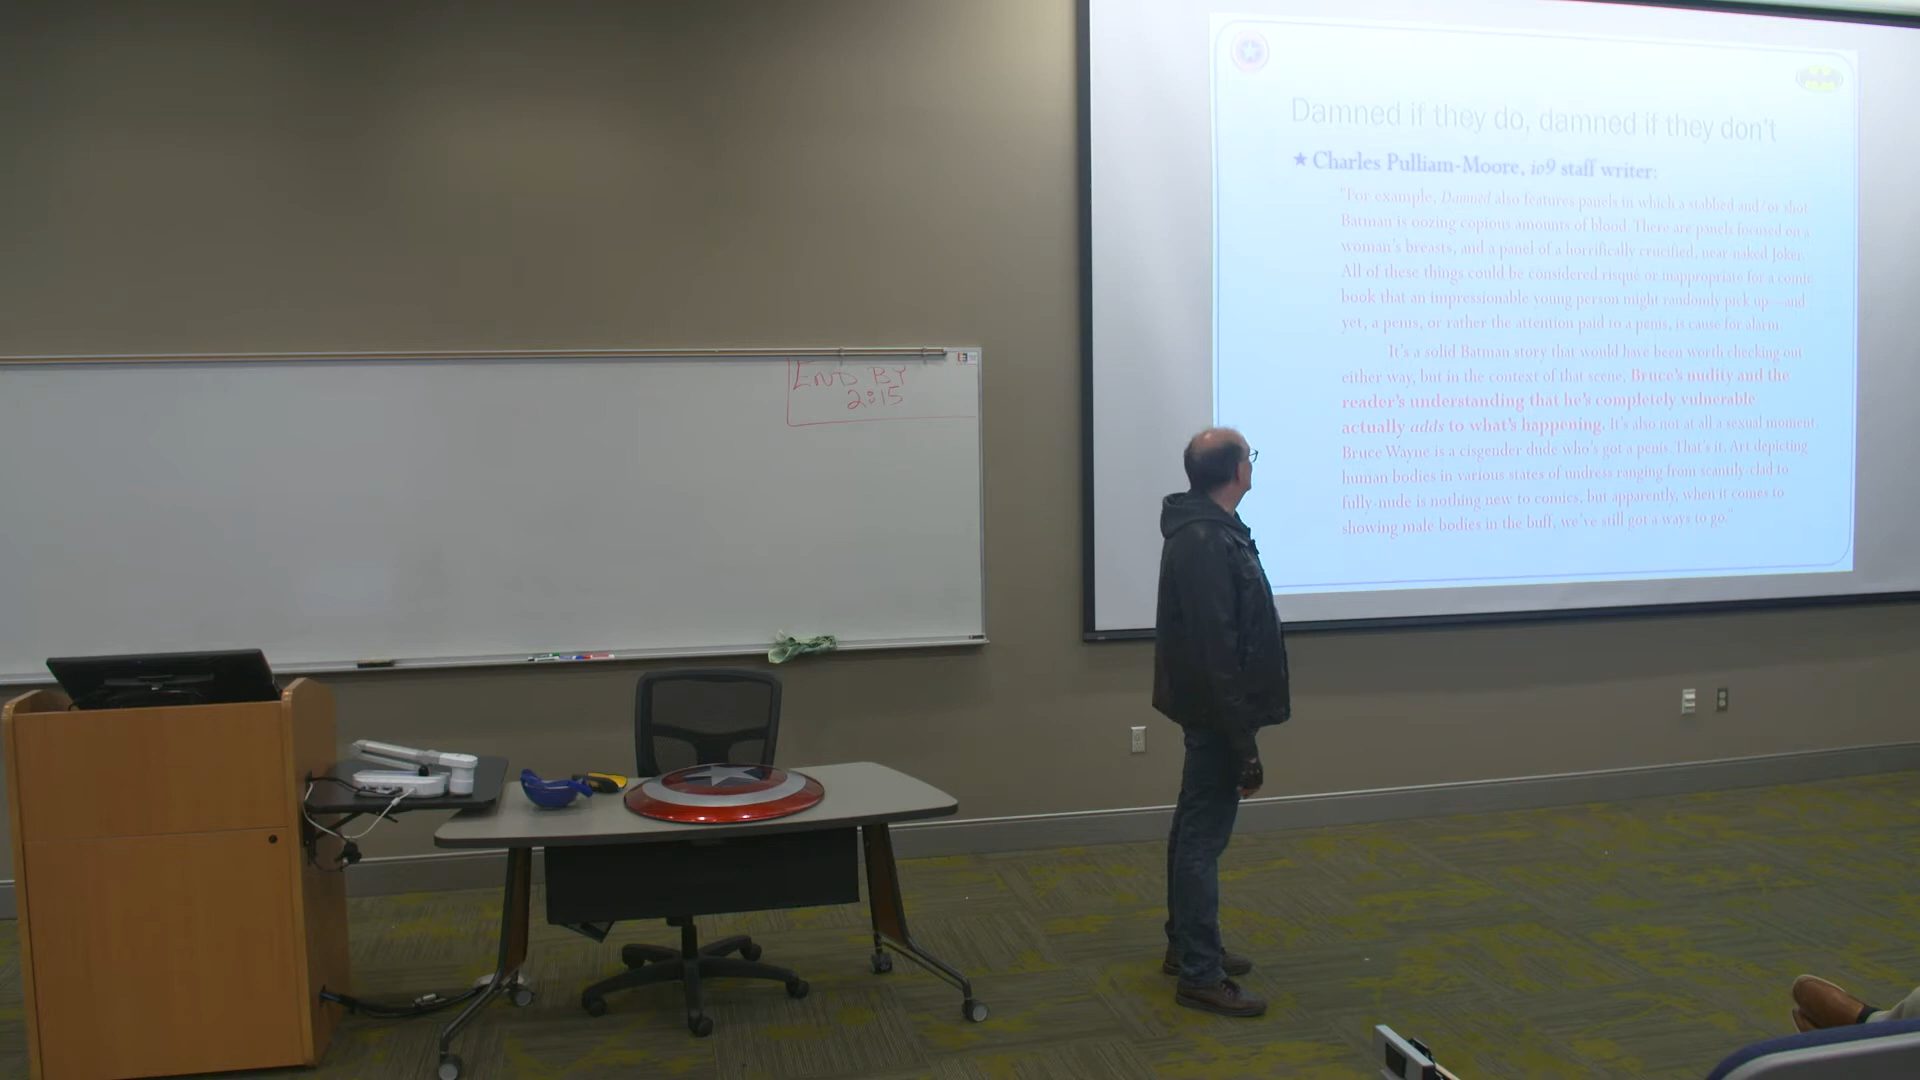 END BY
2:15
Damned if they do, damned if they don't
★ Charles Pulliam-Moore, io9 staff writer:
"For example, Damned also features panels in which a stabbed and/or shot
Batman is oozing copious amounts of blood. There are panels focused on a
woman's breasts, and a panel of a horrifically crucified, near-naked Joker.
All of these things could be considered risqué or inappropriate for a comic
book that an impressionable young person might randomly pick up—and
yet, a penis, or rather the attention paid to a penis, is cause for alarm.
It's a solid Batman story that would have been worth checking out
either way, but in the context of that scene, Bruce's nudity and the
reader's understanding that he's completely vulnerable
actually adds to what's happening. It's also not at all a sexual moment.
Bruce Wayne is a cisgender dude who's got a penis. That's it. Art depicting
human bodies in various states of undress ranging from scantily-clad to
fully-nude is nothing new to comics, but apparently, when it comes to
showing male bodies in the buff, we've still got a ways to go."